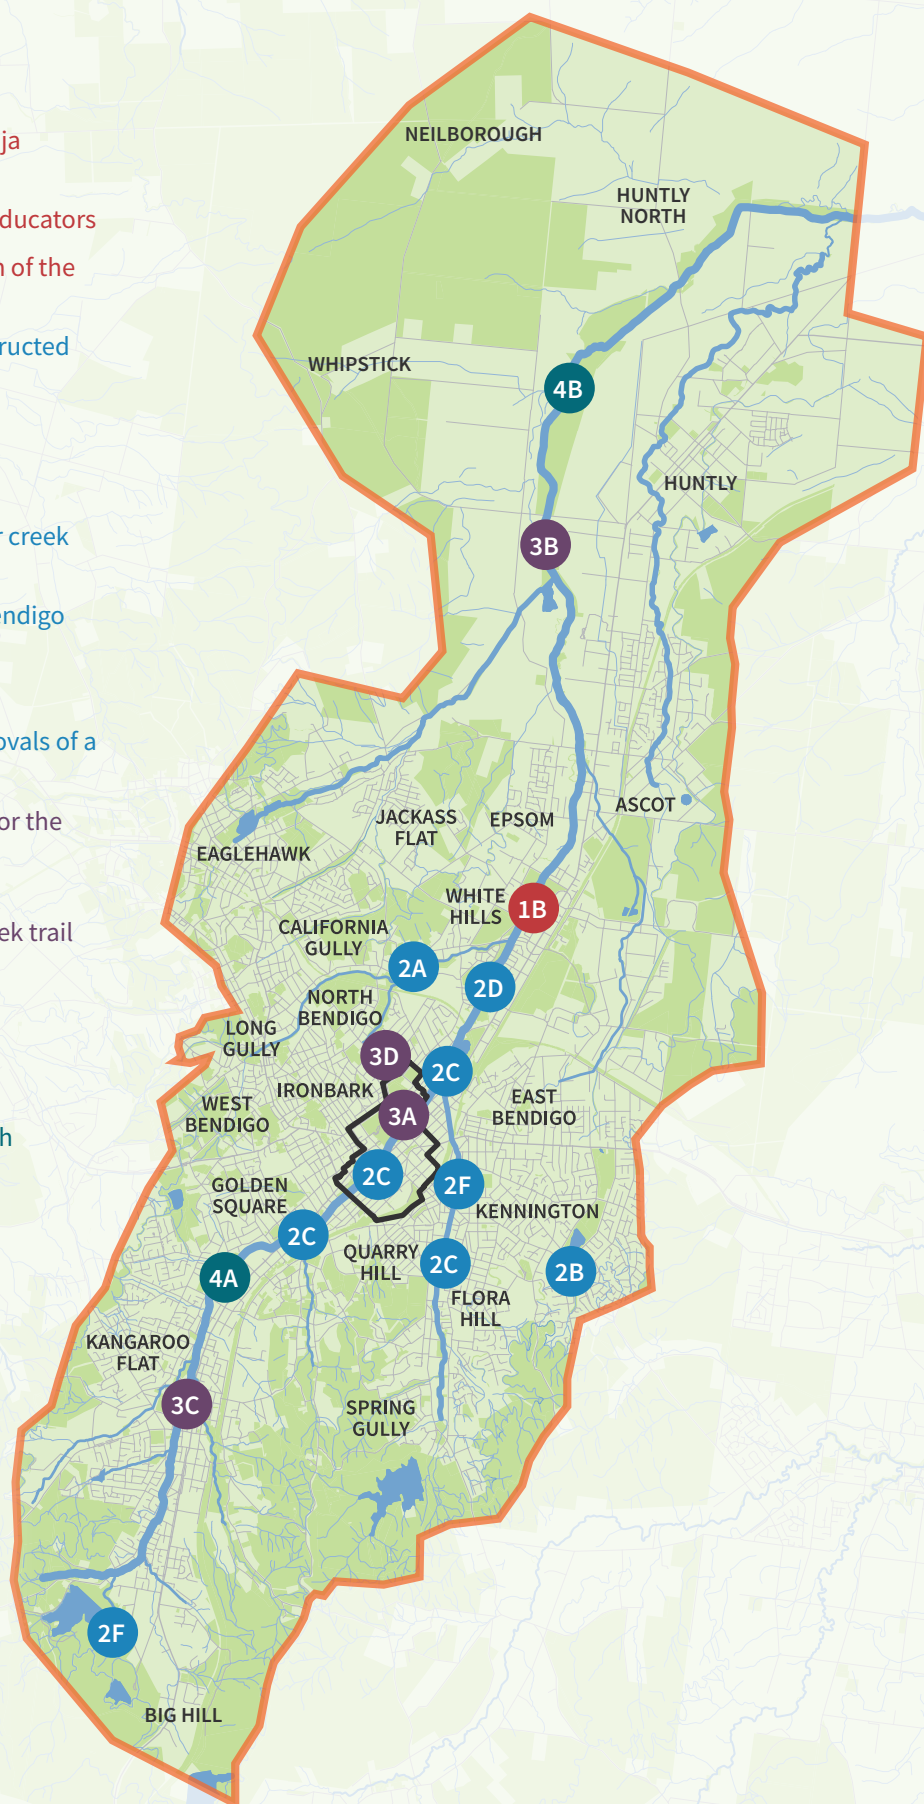 ja
ducators
n of the
ructed
r creek
endigo
ovals of a
or the
ek trail
h
NEILBOROUGH
HUNTLY
NORTH
WHIPSTICK
4B
HUNTLY
3B
JACKASS
FLAT
EPSOM
ASCOT
EAGLEHAWK
WHITE
HILLS
1B
CALIFORNIA
GULLY
2A
2D
NORTH
BENDIGO
LONG
GULLY
3D
2C
IRONBARK
WEST
BENDIGO
EAST
BENDIGO
3A
2C
2F
GOLDEN
SQUARE
KENNINGTON
2C
QUARRY
HILL
2C
2B
4A
FLORA
HILL
KANGAROO
FLAT
3C
SPRING
GULLY
2F
BIG HILL